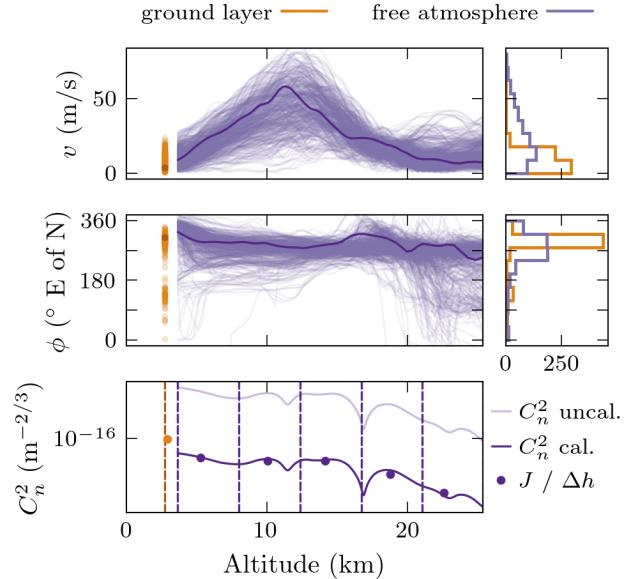 ground layer
free atmosphere
v (m/s)
50
0
ϕ (° E of N)
360
180
0
0
250
C_n^2 (m^{-2/3})
10^{-16}
C_n^2 uncal.
C_n^2 cal.
J / Δh
0
10
20
Altitude (km)